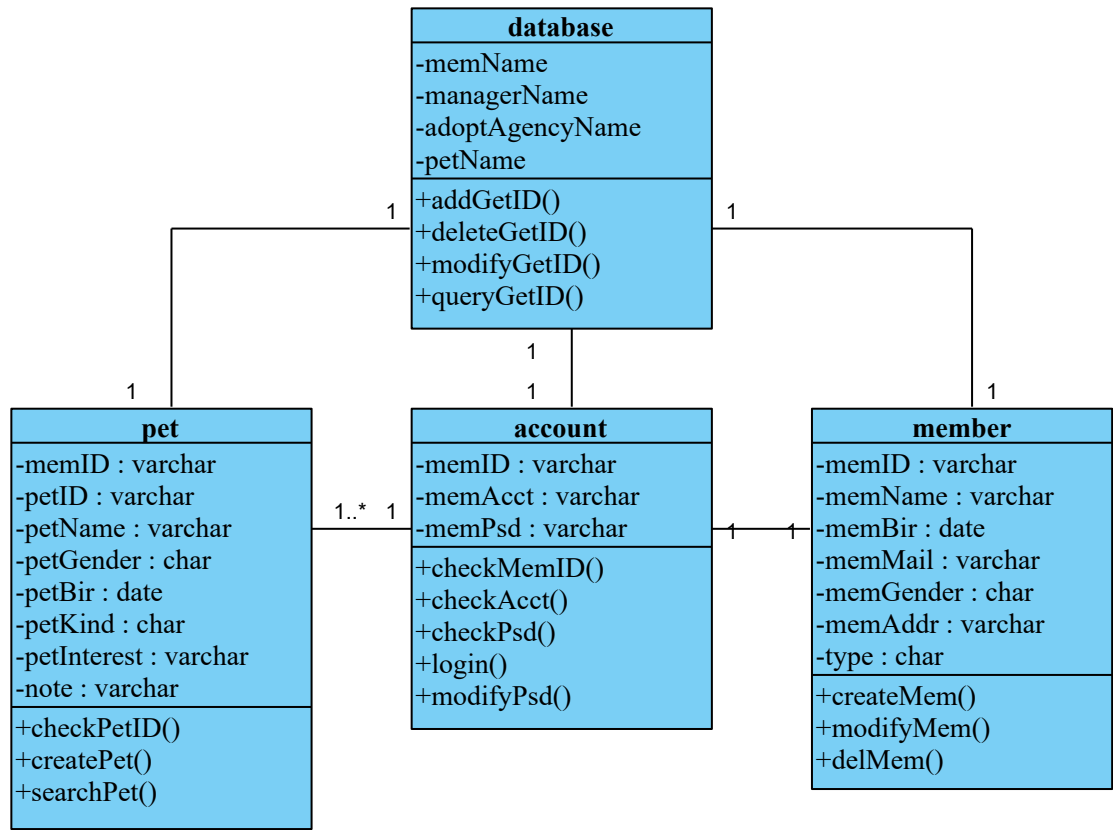 database
-memName
-managerName
-adoptAgencyName
-petName
+addGetID()
+deleteGetID()
+modifyGetID()
+queryGetID()
1
1
1
1
1
1
pet
-memID : varchar
-petID : varchar
-petName : varchar
-petGender : char
-petBir : date
-petKind : char
-petInterest : varchar
-note : varchar
+checkPetID()
+createPet()
+searchPet()
1..*
1
account
-memID : varchar
-memAcct : varchar
-memPsd : varchar
+checkMemID()
+checkAcct()
+checkPsd()
+login()
+modifyPsd()
1
1
member
-memID : varchar
-memName : varchar
-memBir : date
-memMail : varchar
-memGender : char
-memAddr : varchar
-type : char
+createMem()
+modifyMem()
+delMem()